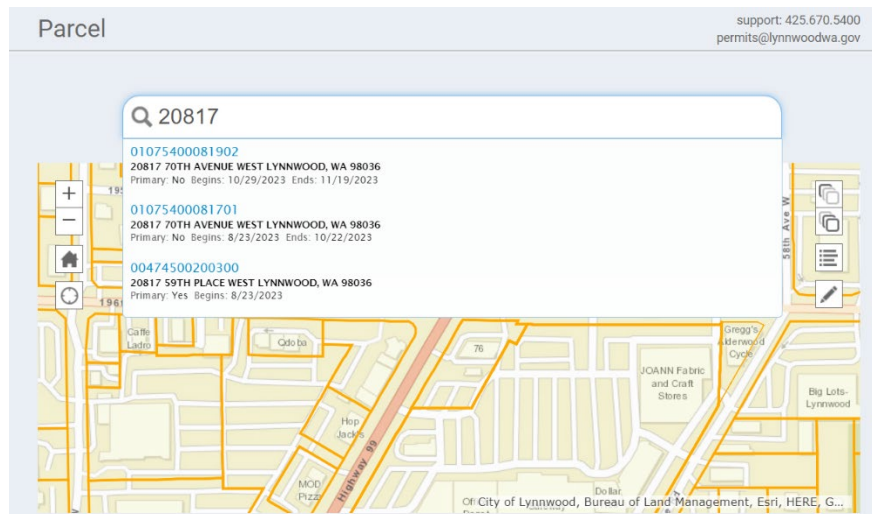 Parcel
support: 425.670.5400
permits@lynnwoodwa.gov
20817
01075400081902
20817 70TH AVENUE WEST LYNNWOOD, WA 98036
Primary: No Begins: 10/29/2023 Ends: 11/19/2023
01075400081701
20817 70TH AVENUE WEST LYNNWOOD, WA 98036
Primary: No Begins: 8/23/2023 Ends: 10/22/2023
00474500200300
20817 59TH PLACE WEST LYNNWOOD, WA 98036
Primary: Yes Begins: 8/23/2023
58th Ave W
Caffe
Ladro
Qdoba
76
Gregg's
Alderwood
Cycle
JOANN Fabric
and Craft
Stores
Big Lots-
Lynnwood
Hop
Jack's
Highway 99
MOD
Pizza
Dollar
City of Lynnwood, Bureau of Land Management, Esri, HERE, G...